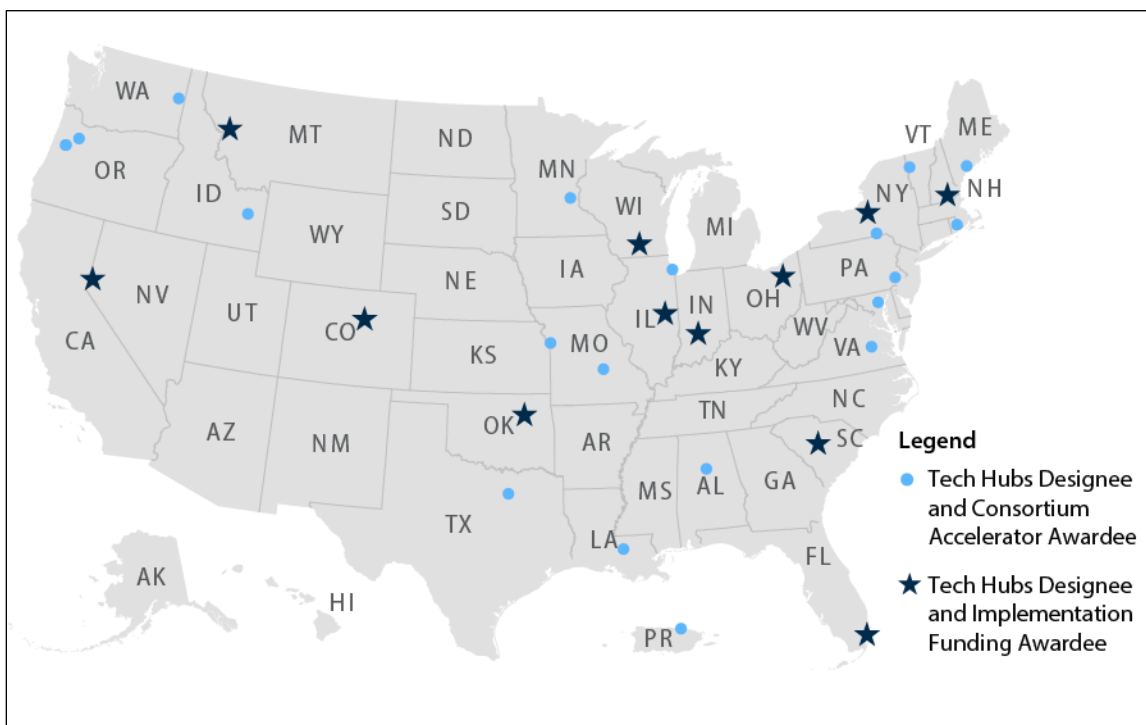 WA
MT
ND
MN
VT
ME
OR
ID
SD
WI
NY
NH
WY
MI
IA
PA
NE
NV
OH
IN
IL
UT
CO
WV
CA
MO
VA
KS
KY
NC
TN
OK
AZ
NM
AR
SC
MS
AL
GA
TX
LA
FL
AK
HI
PR
Legend
Tech Hubs Designee
and Consortium
Accelerator Awardee
Tech Hubs Designee
and Implementation
Funding Awardee